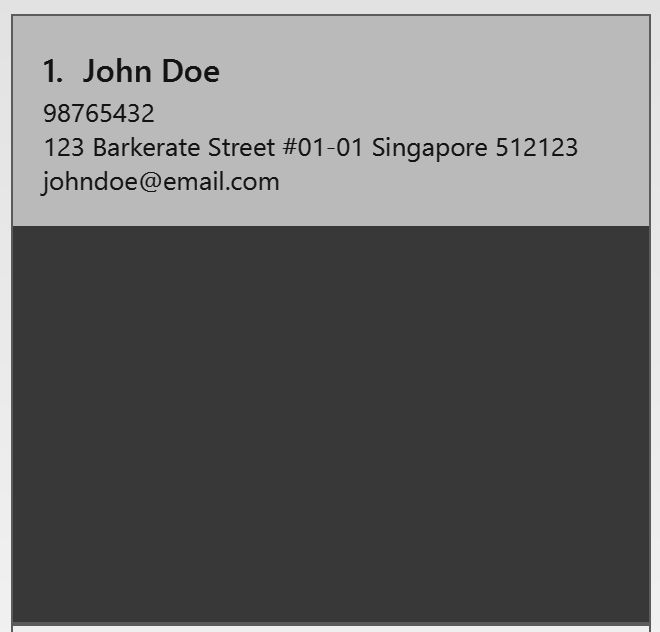 1. John Doe
98765432
123 Barkerate Street #01-01 Singapore 512123
johndoe@email.com